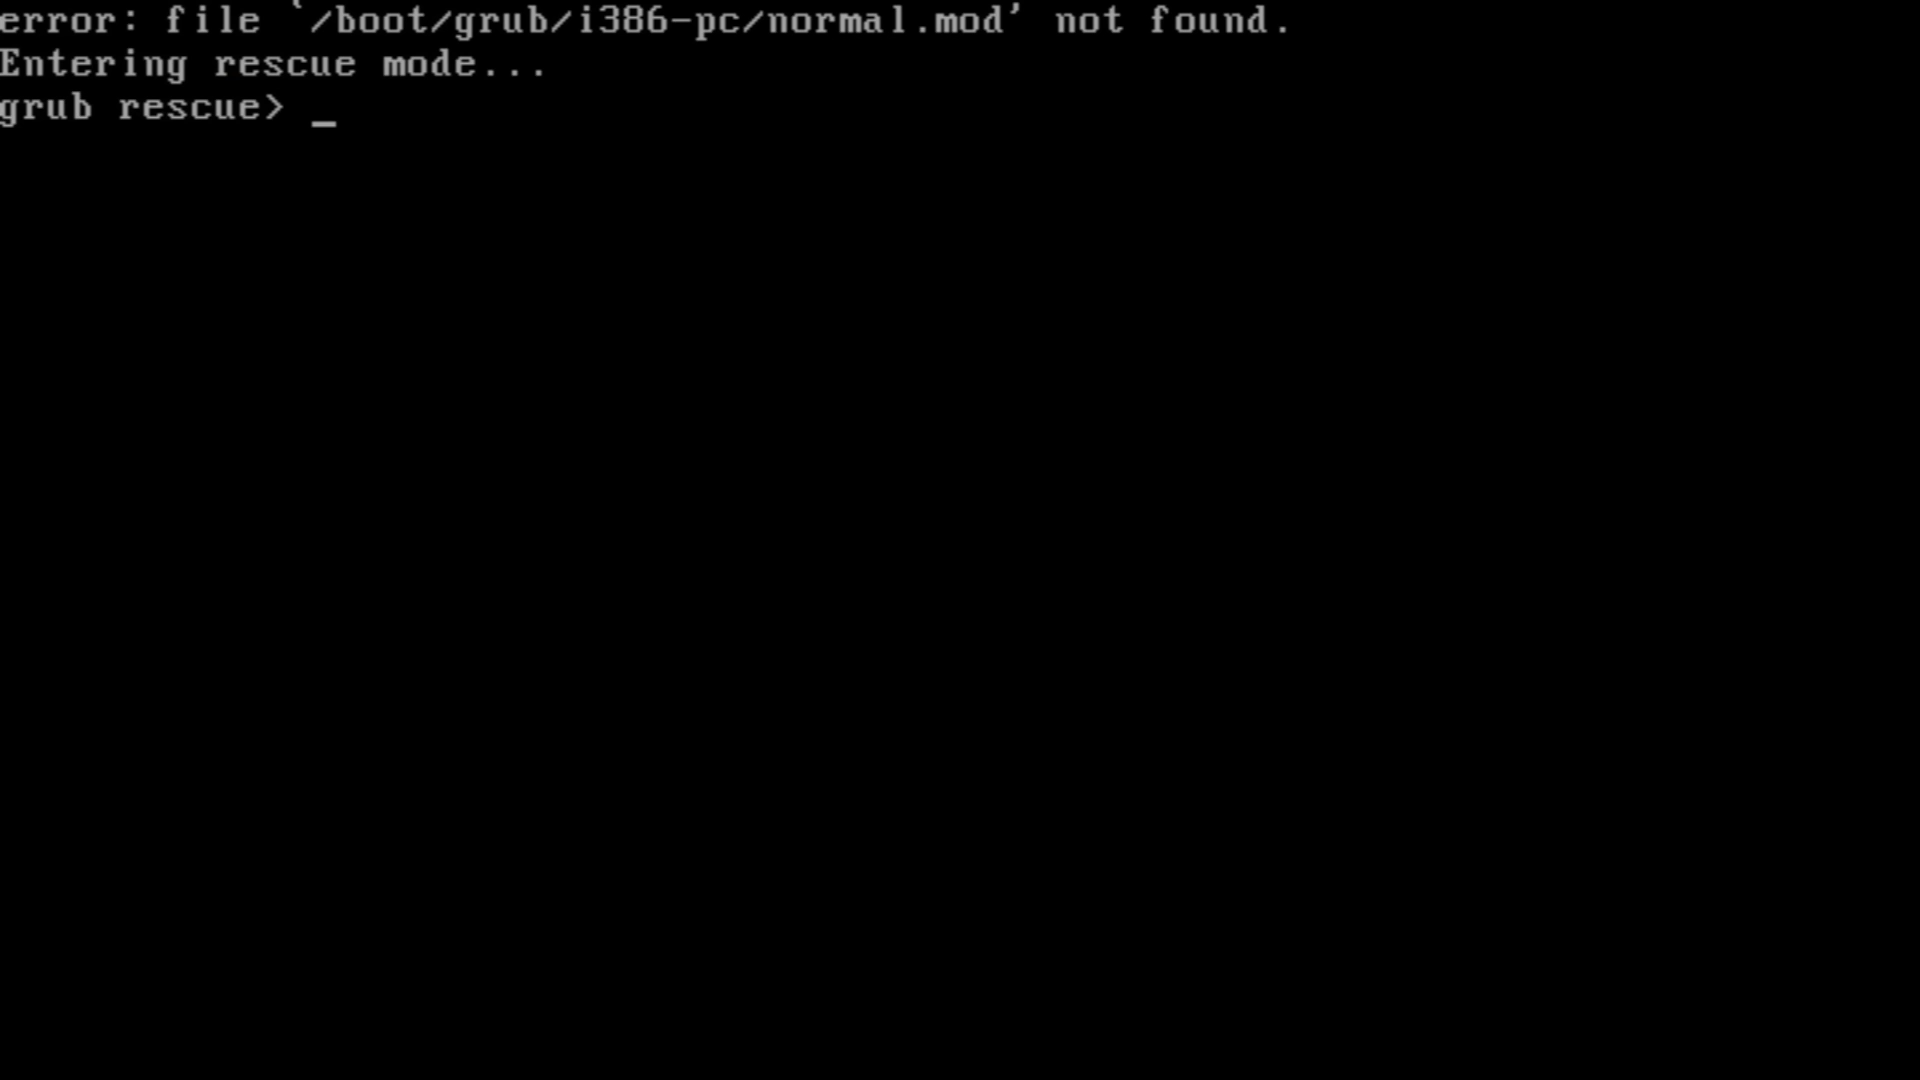 error: file `/boot/grub/i386-pc/normal.mod' not found.
Entering rescue mode...
grub rescue> _